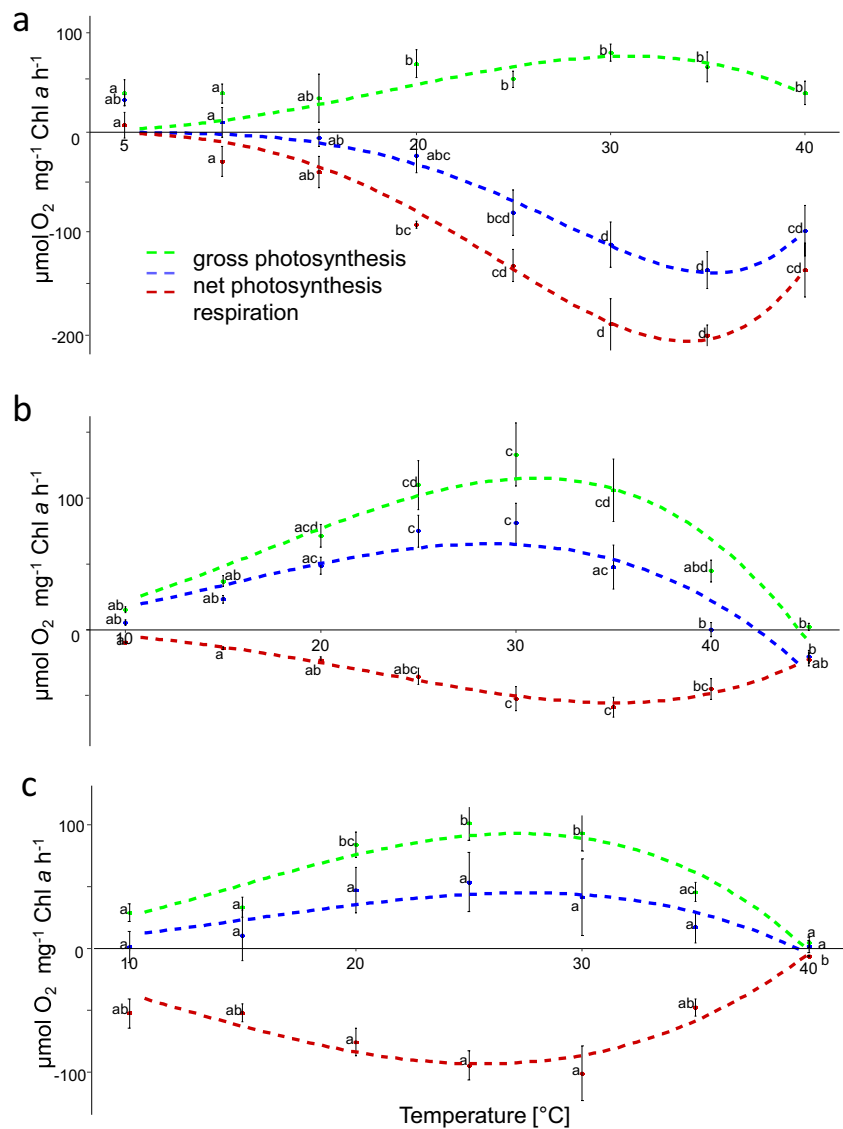 a
100
0
-100
-200
µmol O₂ mg⁻¹ Chl a h⁻¹
5
20
30
40
a
ab
a
a
a
a
ab
ab
ab
b
abc
bc
b
bcd
cd
b
d
d
b
d
d
b
cd
cd
gross photosynthesis
net photosynthesis
respiration
b
100
0
µmol O₂ mg⁻¹ Chl a h⁻¹
10
20
30
40
ab
ab
ab
ab
ab
a
acd
ac
ab
cd
c
abc
c
c
c
cd
ac
c
abd
b
bc
b
b
ab
c
100
0
-100
µmol O₂ mg⁻¹ Chl a h⁻¹
10
20
30
40
a
a
ab
a
a
ab
bc
a
a
b
a
a
b
a
a
ac
a
ab
a
a
b
Temperature [°C]